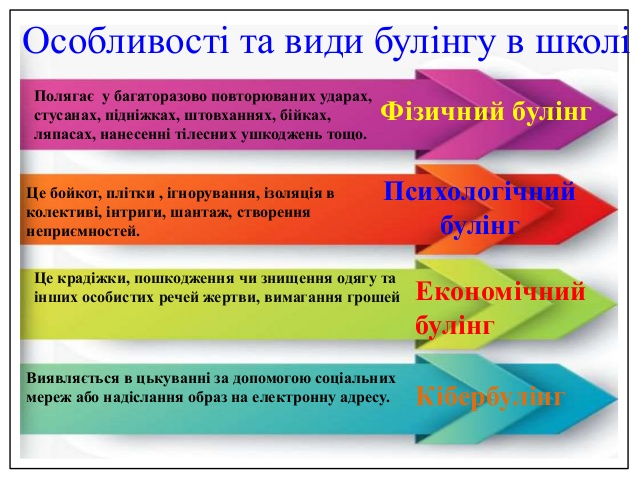 Особливості та види булінгу в школі
Полягає у багаторазово повторюваних ударах,
стусанах, підніжках, штовханнях, бійках,
ляпасах, нанесенні тілесних ушкоджень тощо.
Фізичний булінг
Це бойкот, плітки , ігнорування, ізоляція в
колективі, інтриги, шантаж, створення
неприємностей.
Психологічний
булінг
Це крадіжки, пошкодження чи знищення одягу та
інших особистих речей жертви, вимагання грошей
Економічний
булінг
Виявляється в цькуванні за допомогою соціальних
мереж або надіслання образ на електронну адресу.
Кібербулінг